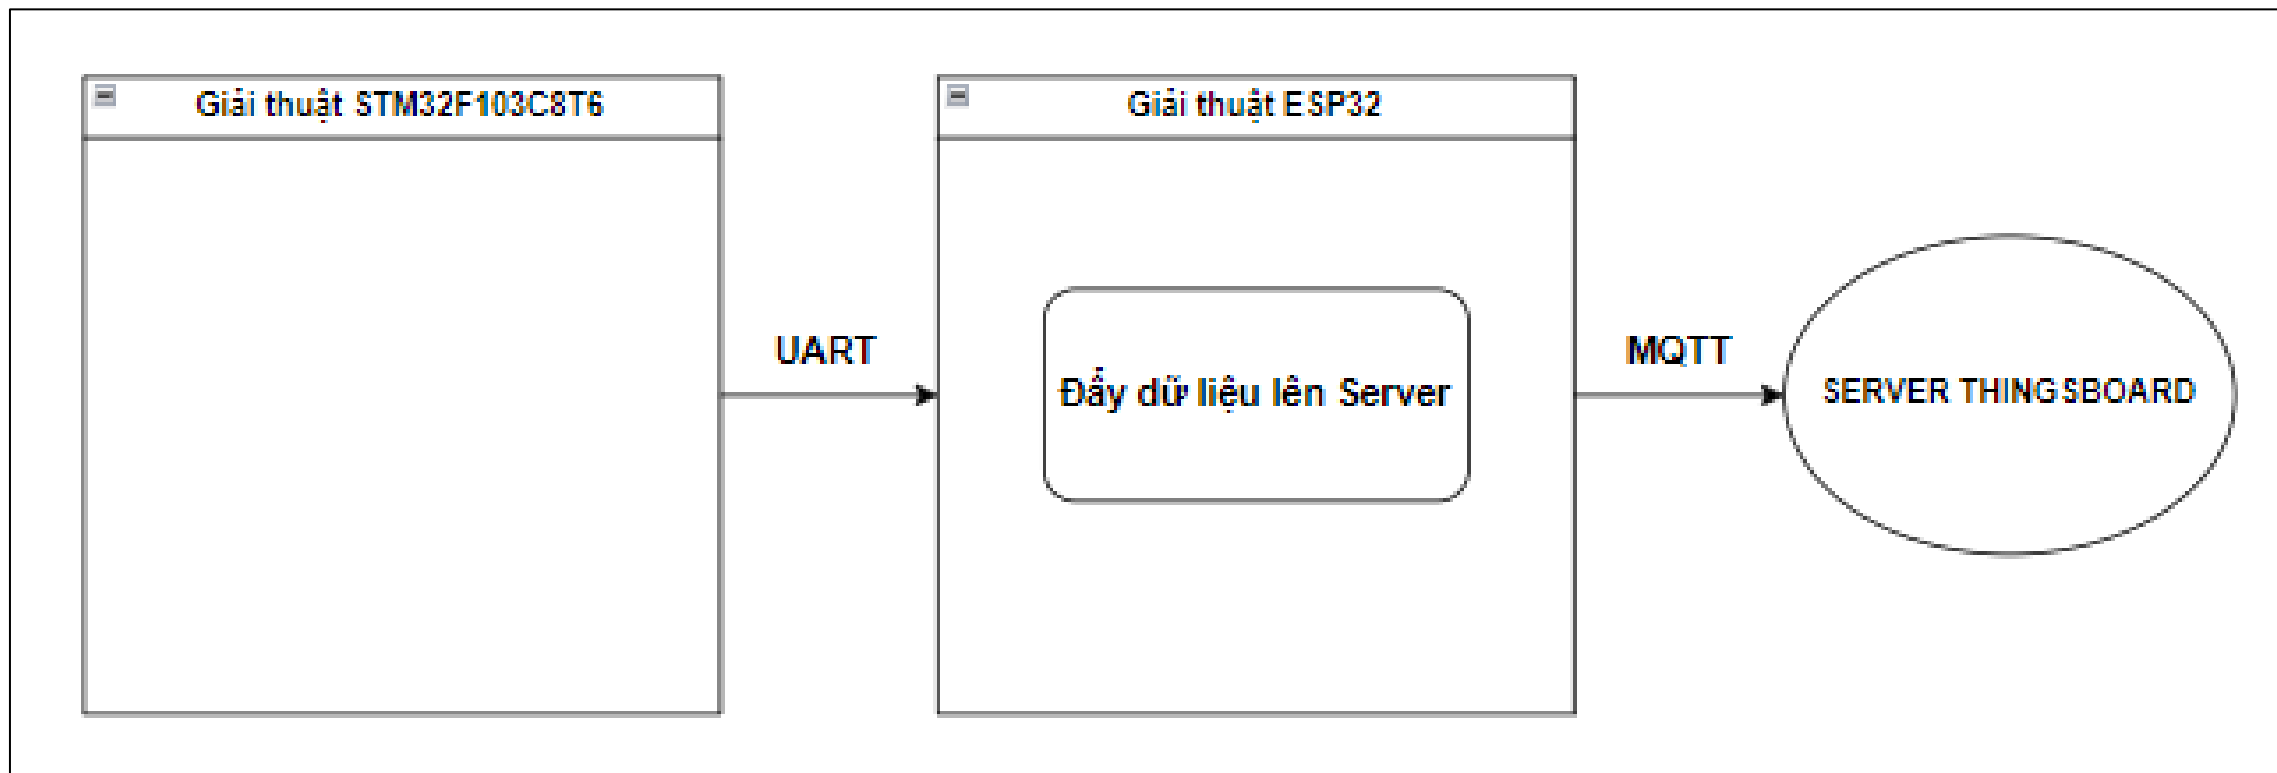 Giải thuật STM32F103C8T6
Giải thuật ESP32
UART
Đẩy dữ liệu lên Server
MQTT
SERVER THINGSBOARD